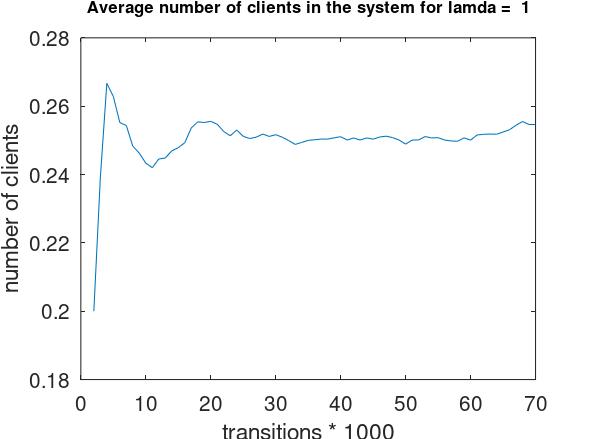 Average number of clients in the system for lamda = 1
0.28
0.26
0.24
0.22
0.2
0.18
number of clients
0 10 20 30 40 50 60 70
transitions * 1000